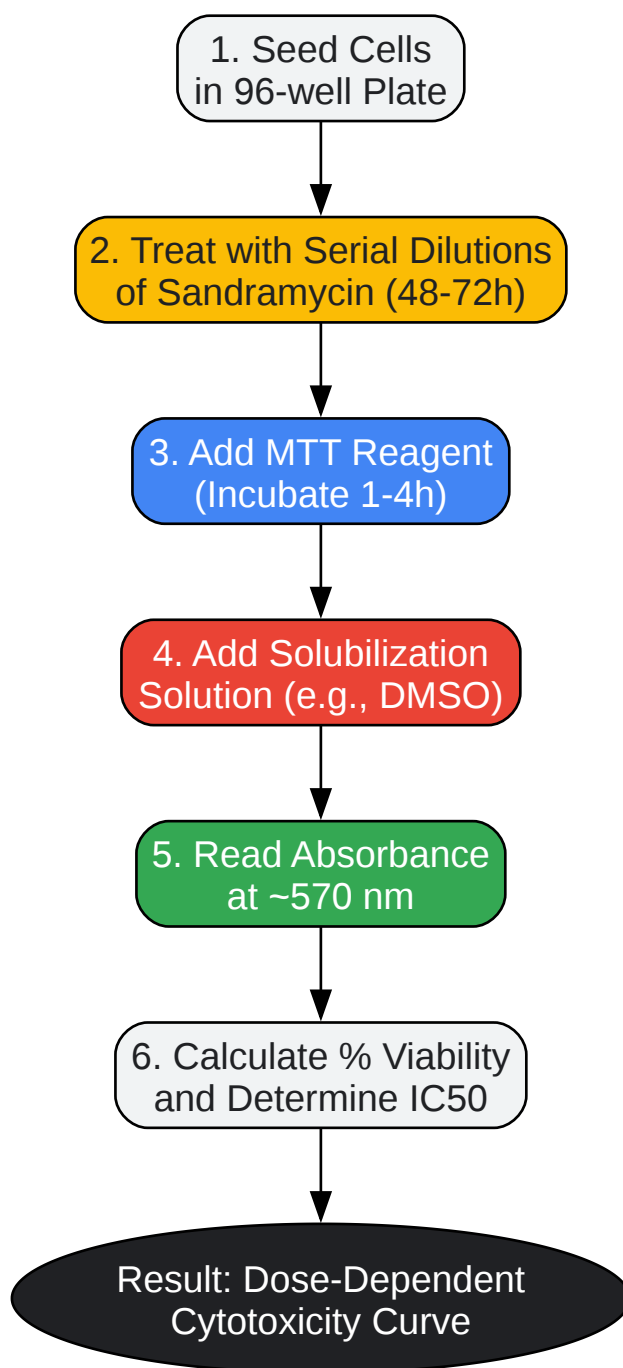 1. Seed Cells
in 96-well Plate
2. Treat with Serial Dilutions
of Sandramycin (48-72h)
3. Add MTT Reagent
(Incubate 1-4h)
4. Add Solubilization
Solution (e.g., DMSO)
5. Read Absorbance
at ~570 nm
6. Calculate % Viability
and Determine IC50
Result: Dose-Dependent
Cytotoxicity Curve